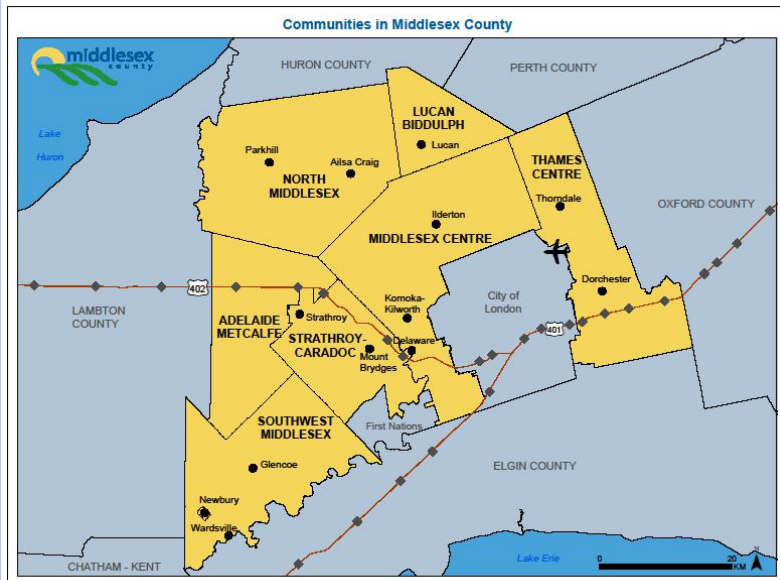 Communities in Middlesex County
middlesex
county
HURON COUNTY
PERTH COUNTY
Lake
Huron
LUCAN
BIDDULPH
Lucan
Parkhill
Ailsa Craig
NORTH
MIDDLESEX
THAMES
CENTRE
Thorndale
OXFORD COUNTY
Ilderton
MIDDLESEX CENTRE
402
LAMBTON
COUNTY
ADELAIDE
METCALFE
Strathroy
STRATHROY-
CARADOC
Mount
Brydges
Komoka-
Kilworth
Delaware
City of
London
Dorchester
401
First Nations
SOUTHWEST
MIDDLESEX
Glencoe
Newbury
Wardsville
ELGIN COUNTY
CHATHAM - KENT
Lake Erie
0 20
KM
N